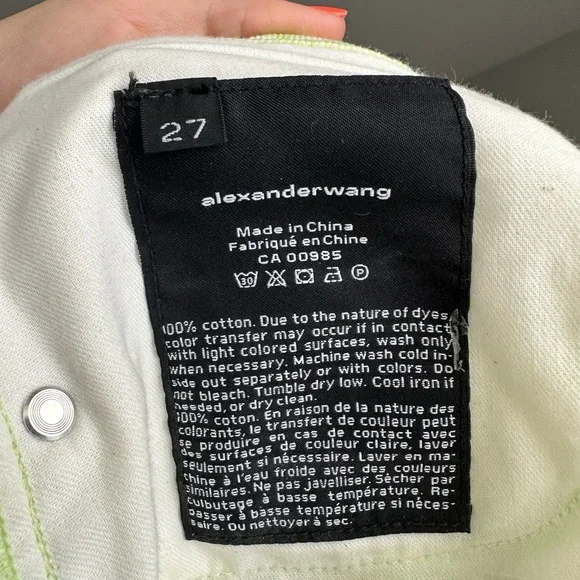 27
alexanderwang
Made in China
Fabriqué en Chine
CA 00985
30 P
100% cotton. Due to the nature of dyes
color transfer may occur if in contact
with light colored surfaces, wash only
when necessary. Machine wash cold in-
side out separately or with colors. Do
not bleach. Tumble dry low. Cool iron if
needed, or dry clean.
100% coton. En raison de la nature des
colorants, le transfert de couleur peut
se produire en cas de contact avec
des surfaces de couleur claire, laver
seulement si nécessaire. Laver en ma-
chine à l'eau froide avec des couleurs
similaires. Ne pas javelliser. Sécher par
culbutage à basse température. Re-
passer à basse température si néces-
saire. Ou nettoyer à sec.